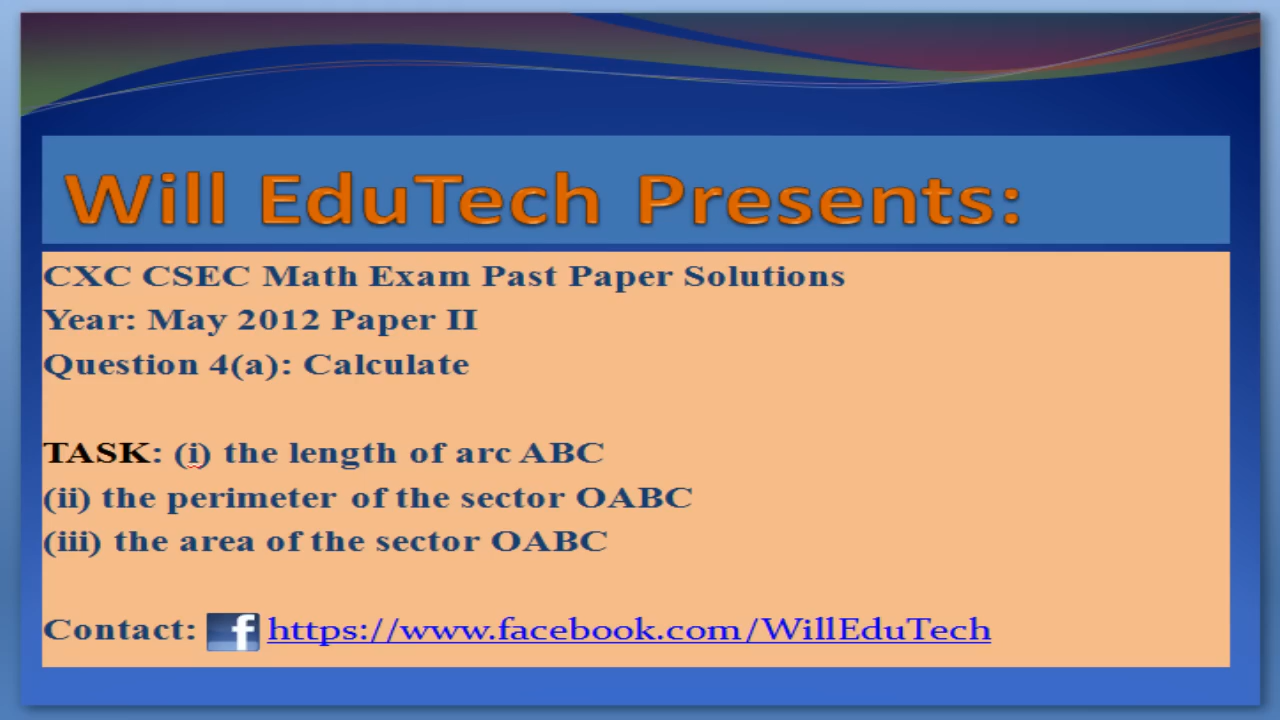 Will EduTech Presents:
CXC CSEC Math Exam Past Paper Solutions
Year: May 2012 Paper II
Question 4(a): Calculate
TASK: (i) the length of arc ABC
(ii) the perimeter of the sector OABC
(iii) the area of the sector OABC
Contact: f https://www.facebook.com/WillEduTech